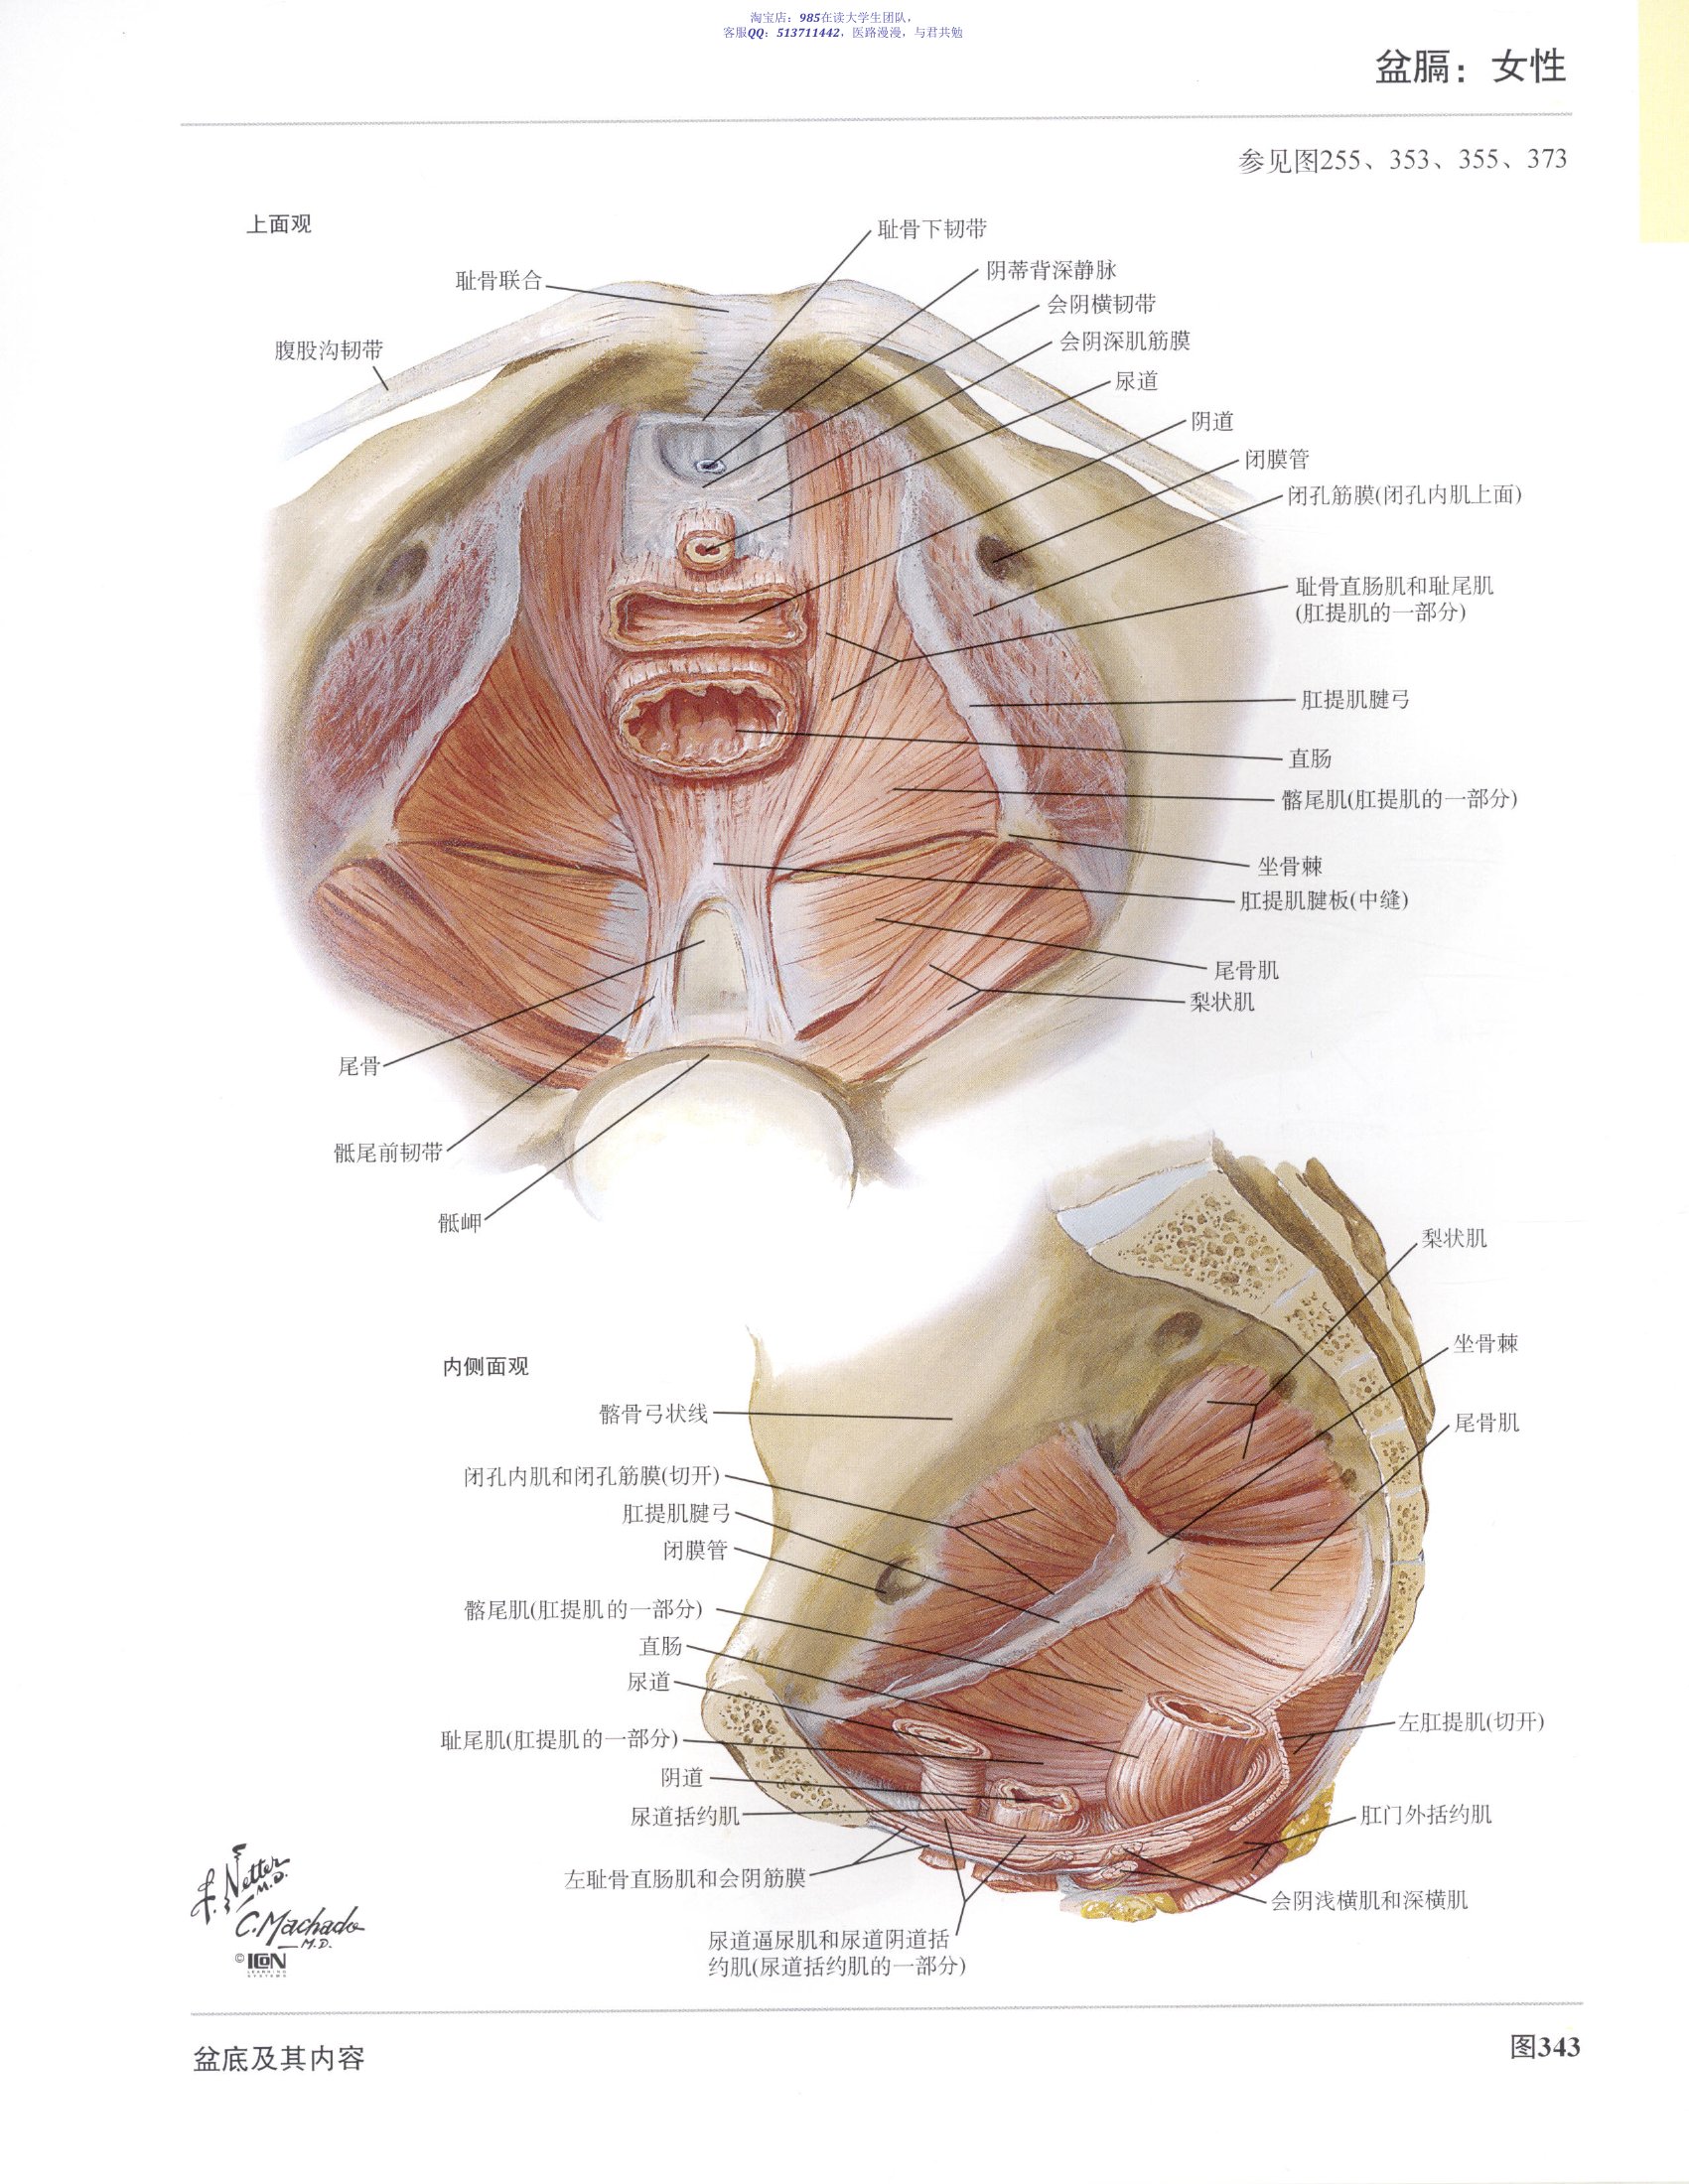 淘宝店：985在读大学生团队，
客服QQ：513711442，医路漫漫，与君共勉
盆膈：女性
参见图255、353、355、373
上面观
耻骨下韧带
阴蒂背深静脉
耻骨联合
会阴横韧带
会阴深肌筋膜
腹股沟韧带
尿道
阴道
闭膜管
闭孔筋膜(闭孔内肌上面)
耻骨直肠肌和耻尾肌
(肛提肌的一部分)
肛提肌腱弓
直肠
髂尾肌(肛提肌的一部分)
坐骨棘
肛提肌腱板(中缝)
尾骨肌
梨状肌
尾骨
骶尾前韧带
骶岬
梨状肌
坐骨棘
内侧面观
髂骨弓状线
尾骨肌
闭孔内肌和闭孔筋膜(切开)
肛提肌腱弓
闭膜管
髂尾肌(肛提肌的一部分)
直肠
尿道
左肛提肌(切开)
耻尾肌(肛提肌的一部分)
阴道
尿道括约肌
肛门外括约肌
左耻骨直肠肌和会阴筋膜
会阴浅横肌和深横肌
尿道逼尿肌和尿道阴道括
约肌(尿道括约肌的一部分)
F. Netter
M.D.
C. Machado
M.D.
© ICON
LEARNING
SYSTEMS
盆底及其内容
图343